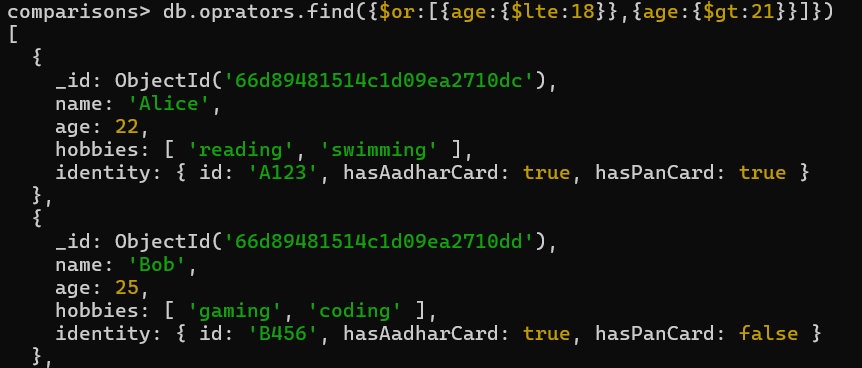 comparisons> db.oprators.find({$or:[{age:{$lte:18}},{age:{$gt:21}}]})
[
  {
    _id: ObjectId('66d89481514c1d09ea2710dc'),
    name: 'Alice',
    age: 22,
    hobbies: [ 'reading', 'swimming' ],
    identity: { id: 'A123', hasAadharCard: true, hasPanCard: true }
  },
  {
    _id: ObjectId('66d89481514c1d09ea2710dd'),
    name: 'Bob',
    age: 25,
    hobbies: [ 'gaming', 'coding' ],
    identity: { id: 'B456', hasAadharCard: true, hasPanCard: false }
  },